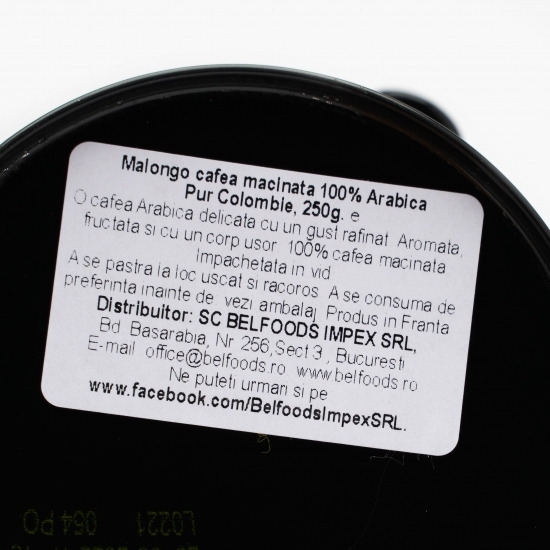 Malongo cafea macinata 100% Arabica
Pur Colombie, 250g. e
O cafea Arabica delicata cu un gust rafinat Aromata,
fructata si cu un corp usor 100% cafea macinata
Impachetata in vid
A se pastra la loc uscat si racoros A se consuma de
preferinta inainte de vezi ambalaj Produs in Franta
Distribuitor: SC BELFOODS IMPEX SRL,
Bd Basarabia, Nr 256,Sect 3, Bucuresti
E-mail office@belfoods.ro www.belfoods.ro
Ne puteti urmari si pe
www.facebook.com/BelfoodsImpexSRL.
L0221 054 PO